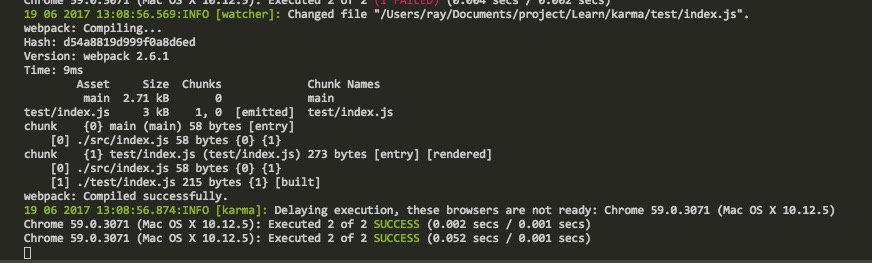 Chrome 59.0.3071 (Mac OS X 10.12.5): Executed 2 of 2 (1 FAILED) (0.004 secs / 0.002 secs)
19 06 2017 13:08:56.569:INFO [watcher]: Changed file "/Users/ray/Documents/project/Learn/karma/test/index.js".
webpack: Compiling...
Hash: d54a8819d999f0a8d6ed
Version: webpack 2.6.1
Time: 9ms
Asset Size Chunks Chunk Names
main 2.71 kB 0 main
test/index.js 3 kB 1, 0 [emitted] test/index.js
chunk {0} main (main) 58 bytes [entry]
[0] ./src/index.js 58 bytes {0} {1}
chunk {1} test/index.js (test/index.js) 273 bytes [entry] [rendered]
[0] ./src/index.js 58 bytes {0} {1}
[1] ./test/index.js 215 bytes {1} [built]
webpack: Compiled successfully.
19 06 2017 13:08:56.874:INFO [karma]: Delaying execution, these browsers are not ready: Chrome 59.0.3071 (Mac OS X 10.12.5)
Chrome 59.0.3071 (Mac OS X 10.12.5): Executed 2 of 2 SUCCESS (0.002 secs / 0.001 secs)
Chrome 59.0.3071 (Mac OS X 10.12.5): Executed 2 of 2 SUCCESS (0.052 secs / 0.001 secs)